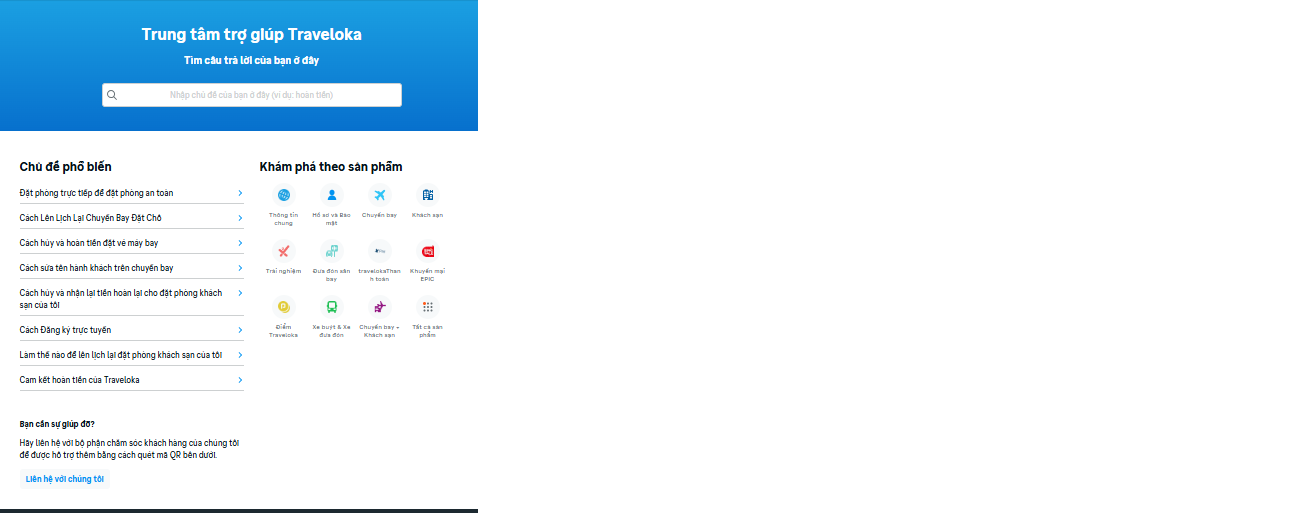 Trung tâm trợ giúp Traveloka
Tìm câu trả lời của bạn ở đây
Nhập chủ đề của bạn ở đây (ví dụ: hoàn tiền)
Chủ đề phổ biến
Đặt phòng trực tiếp để đặt phòng an toàn
Cách Lên Lịch Lại Chuyến Bay Đặt Chỗ
Cách hủy và hoàn tiền đặt vé máy bay
Cách sửa tên hành khách trên chuyến bay
Cách hủy và nhận lại tiền hoàn lại cho đặt phòng khách
sạn của tôi
Cách Đăng ký trực tuyến
Làm thế nào để lên lịch lại đặt phòng khách sạn của tôi
Cam kết hoàn tiền của Traveloka
Bạn cần sự giúp đỡ?
Hãy liên hệ với bộ phận chăm sóc khách hàng của chúng tôi
để được hỗ trợ thêm bằng cách quét mã QR bên dưới.
Liên hệ với chúng tôi
Khám phá theo sản phẩm
Thông tin
chung
Hồ sơ và Bảo
mật
Chuyến bay
Khách sạn
Trải nghiệm
Đưa đón sân
bay
travelokaThan
h toán
Khuyến mại
EPIC
Điểm
Traveloka
Xe buýt & Xe
đưa đón
Chuyến bay +
Khách sạn
Tất cả sản
phẩm